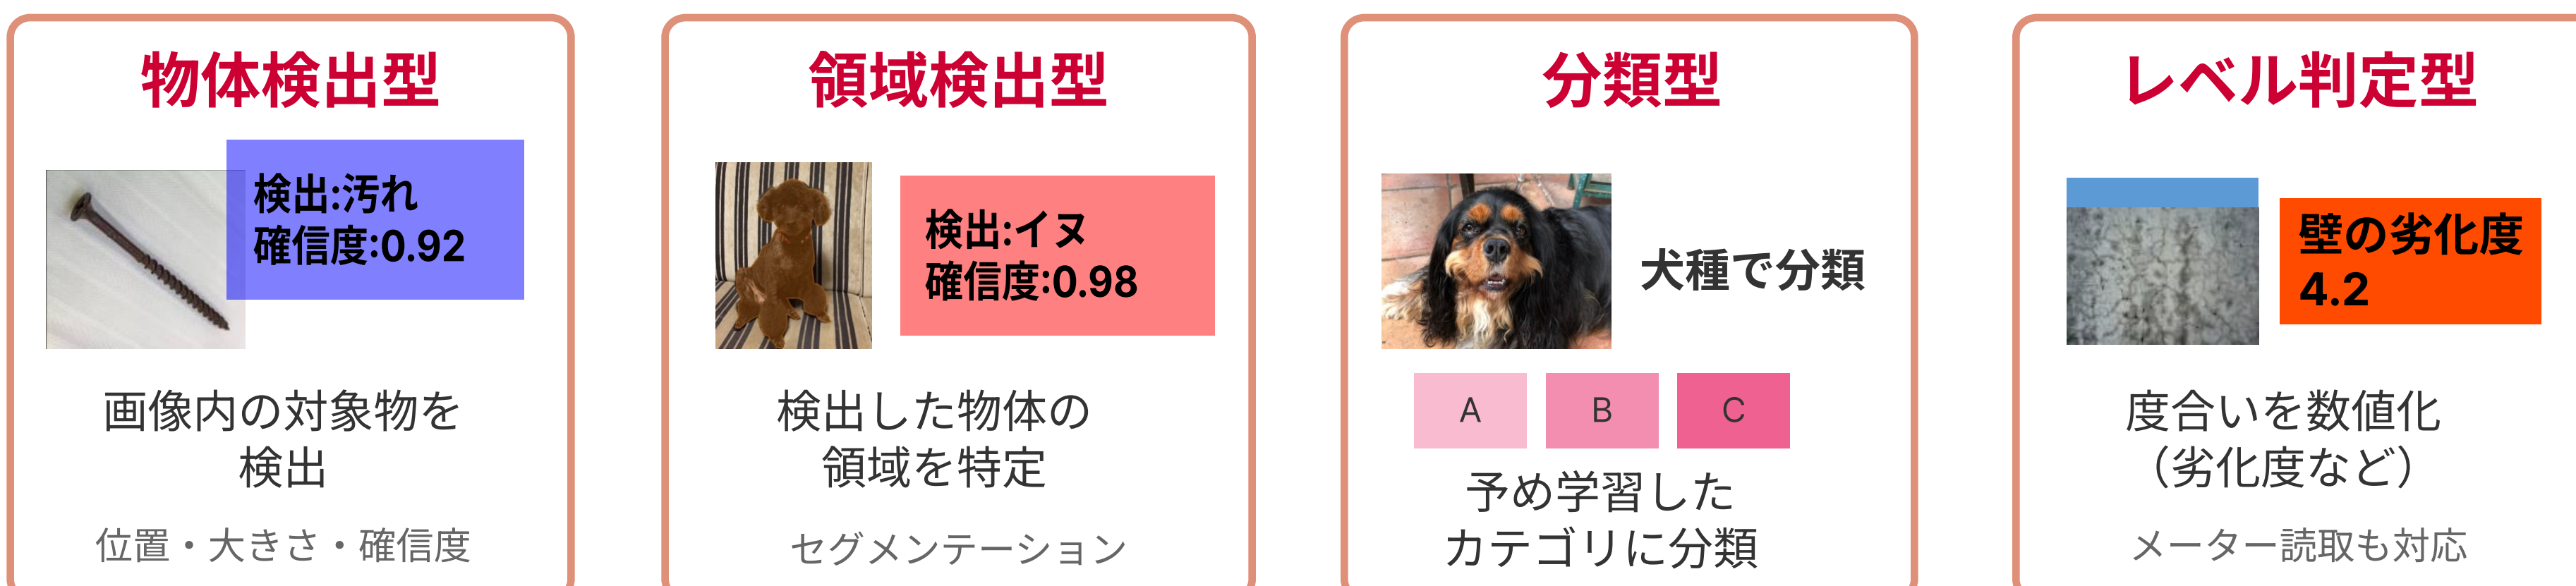 物体検出型
検出:汚れ
確信度:0.92
画像内の対象物を
検出
位置・大きさ・確信度
領域検出型
検出:イヌ
確信度:0.98
検出した物体の
領域を特定
セグメンテーション
分類型
犬種で分類
A
B
C
予め学習した
カテゴリに分類
レベル判定型
壁の劣化度
4.2
度合いを数値化
（劣化度など）
メーター読取も対応